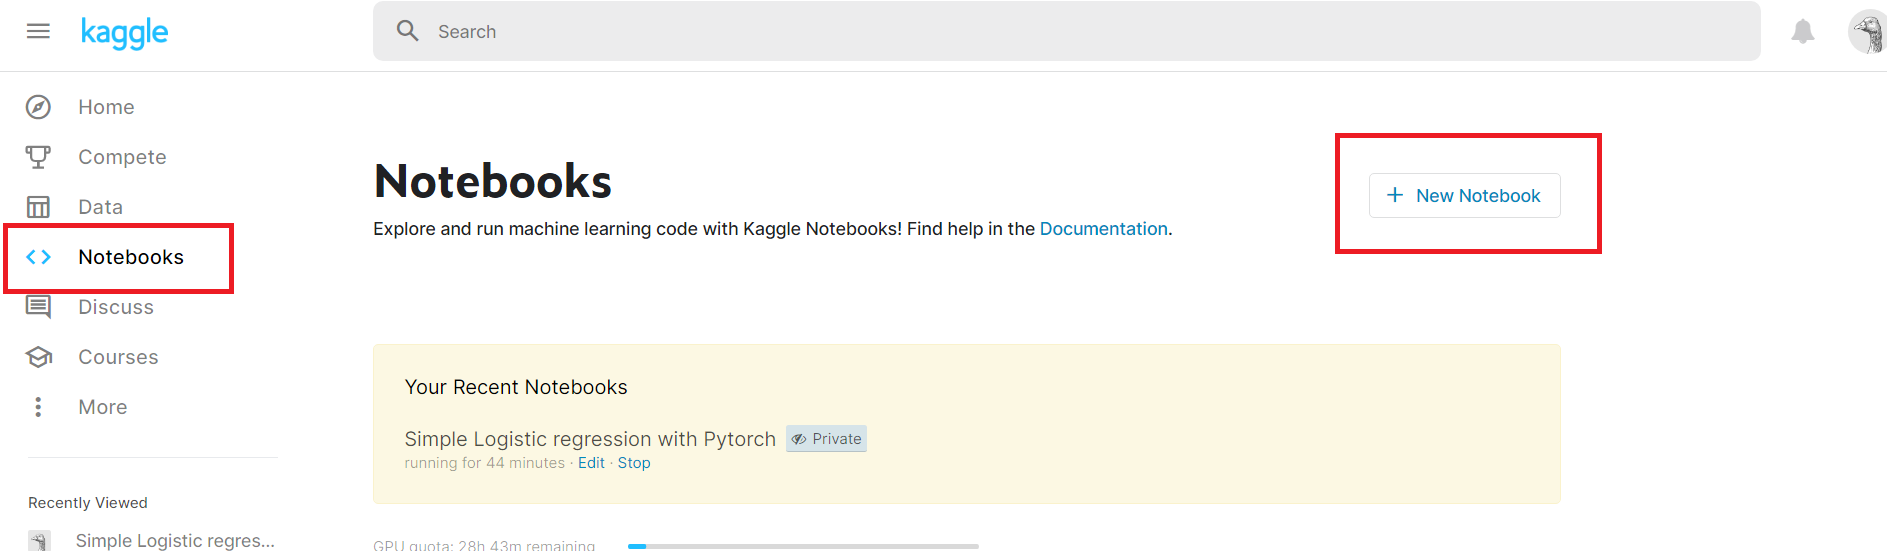 kaggle
Search
Home
Compete
Data
Notebooks
Discuss
Courses
More
Recently Viewed
Simple Logistic regres...
Notebooks
Explore and run machine learning code with Kaggle Notebooks! Find help in the Documentation.
+ New Notebook
Your Recent Notebooks
Simple Logistic regression with Pytorch Private
running for 44 minutes · Edit · Stop
GPU quota: 28h 43m remaining